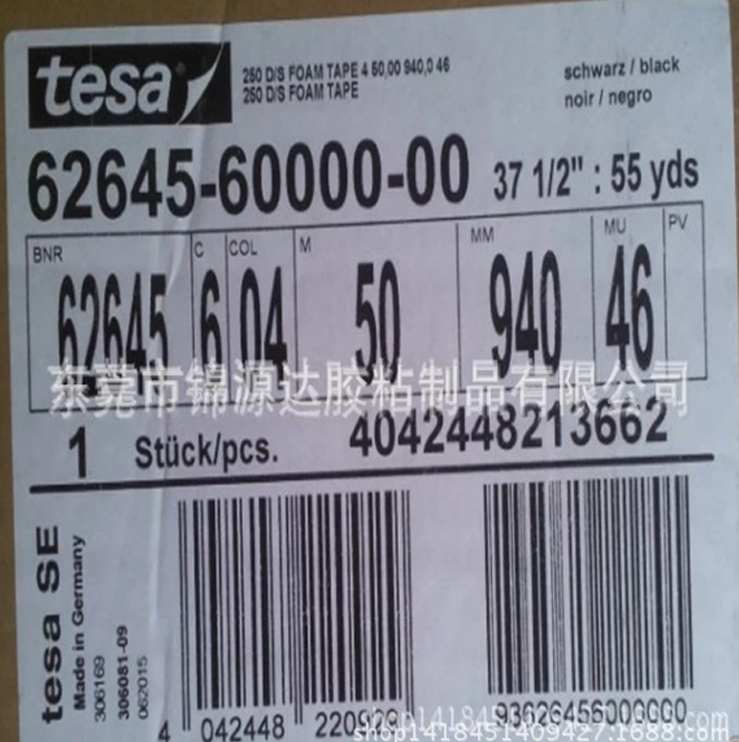 tesa
250 D/S FOAM TAPE 4 50,00 940,0 46
250 D/S FOAM TAPE
schwarz / black
noir / negro
62645-60000-00 37 1/2" : 55 yds
BNR C COL M MM MU PV
62645 6 04 50 940 46
东莞市锦源达胶粘制品有限公司
1 Stück/pcs. 4042448213662
tesa SE
Made in Germany
306169
306081-09
062015
4 042448
shop1418451409427.1688.com